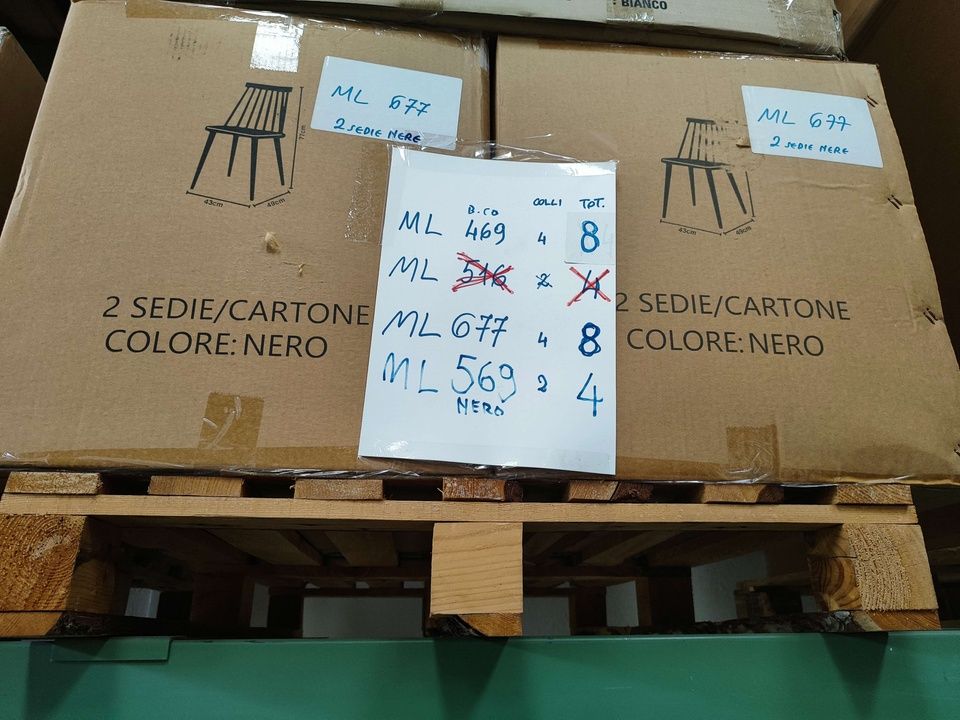 : BIANCO
ML 677
2 SEDIE NERE
77cm
43cm
49cm
2 SEDIE/CARTONE
COLORE: NERO
ML 677
2 SEDIE NERE
43cm
49cm
2 SEDIE/CARTONE
COLORE: NERO
B.CO COLLI TOT.
ML 469 4 8
ML 516 2 4
ML 677 4 8
ML 569 2 4
NERO